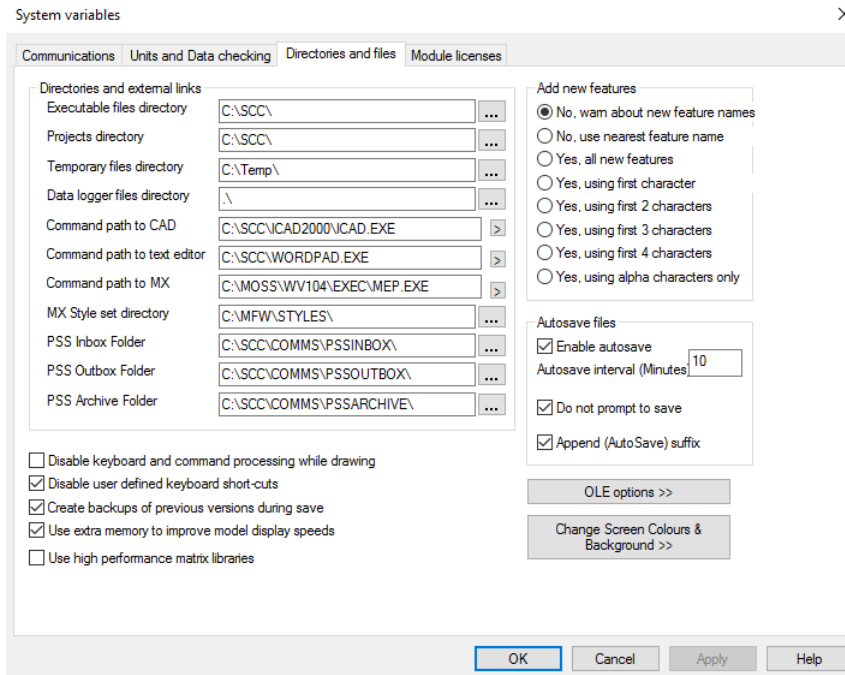 System variables
Communications
Units and Data checking
Directories and files
Module licenses
Directories and external links
Executable files directory
C:\SCC\
...
Projects directory
C:\SCC\
...
Temporary files directory
C:\Temp\
...
Data logger files directory
.\
...
Command path to CAD
C:\SCC\ICAD2000\ICAD.EXE
>
Command path to text editor
C:\SCC\WORDPAD.EXE
>
Command path to MX
C:\MOSS\WV104\EXEC\MEP.EXE
>
MX Style set directory
C:\MFW\STYLES\
...
PSS Inbox Folder
C:\SCC\COMMS\PSSINBOX\
...
PSS Outbox Folder
C:\SCC\COMMS\PSSOUTBOX\
...
PSS Archive Folder
C:\SCC\COMMS\PSSARCHIVE\
...
Disable keyboard and command processing while drawing
Disable user defined keyboard short-cuts
Create backups of previous versions during save
Use extra memory to improve model display speeds
Use high performance matrix libraries
Add new features
No, warn about new feature names
No, use nearest feature name
Yes, all new features
Yes, using first character
Yes, using first 2 characters
Yes, using first 3 characters
Yes, using first 4 characters
Yes, using alpha characters only
Autosave files
Enable autosave
Autosave interval (Minutes)
10
Do not prompt to save
Append (AutoSave) suffix
OLE options >>
Change Screen Colours &
Background >>
OK
Cancel
Apply
Help